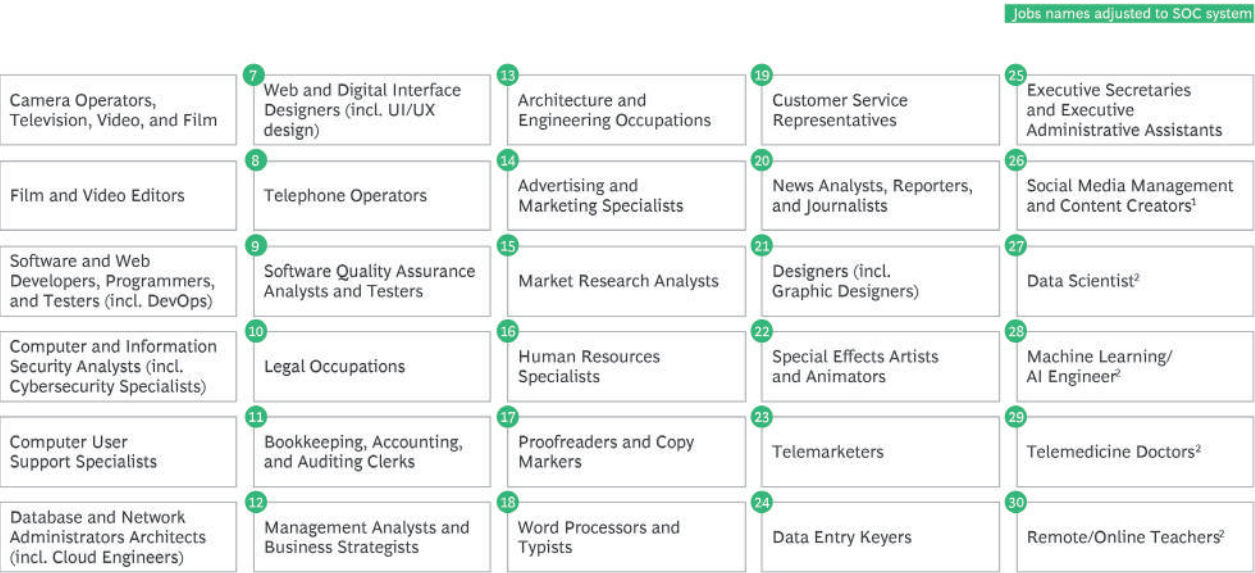 Jobs names adjusted to SOC system
Camera Operators,
Television, Video, and Film
Film and Video Editors
Software and Web
Developers, Programmers,
and Testers (incl. DevOps)
Computer and Information
Security Analysts (incl.
Cybersecurity Specialists)
Computer User
Support Specialists
Database and Network
Administrators Architects
(incl. Cloud Engineers)
7
Web and Digital Interface
Designers (incl. UI/UX
design)
8
Telephone Operators
9
Software Quality Assurance
Analysts and Testers
10
Legal Occupations
11
Bookkeeping, Accounting,
and Auditing Clerks
12
Management Analysts and
Business Strategists
13
Architecture and
Engineering Occupations
14
Advertising and
Marketing Specialists
15
Market Research Analysts
16
Human Resources
Specialists
17
Proofreaders and Copy
Markers
18
Word Processors and
Typists
19
Customer Service
Representatives
20
News Analysts, Reporters,
and Journalists
21
Designers (incl.
Graphic Designers)
22
Special Effects Artists
and Animators
23
Telemarketers
24
Data Entry Keyers
25
Executive Secretaries
and Executive
Administrative Assistants
26
Social Media Management
and Content Creators¹
27
Data Scientist²
28
Machine Learning/
AI Engineer²
29
Telemedicine Doctors²
30
Remote/Online Teachers²